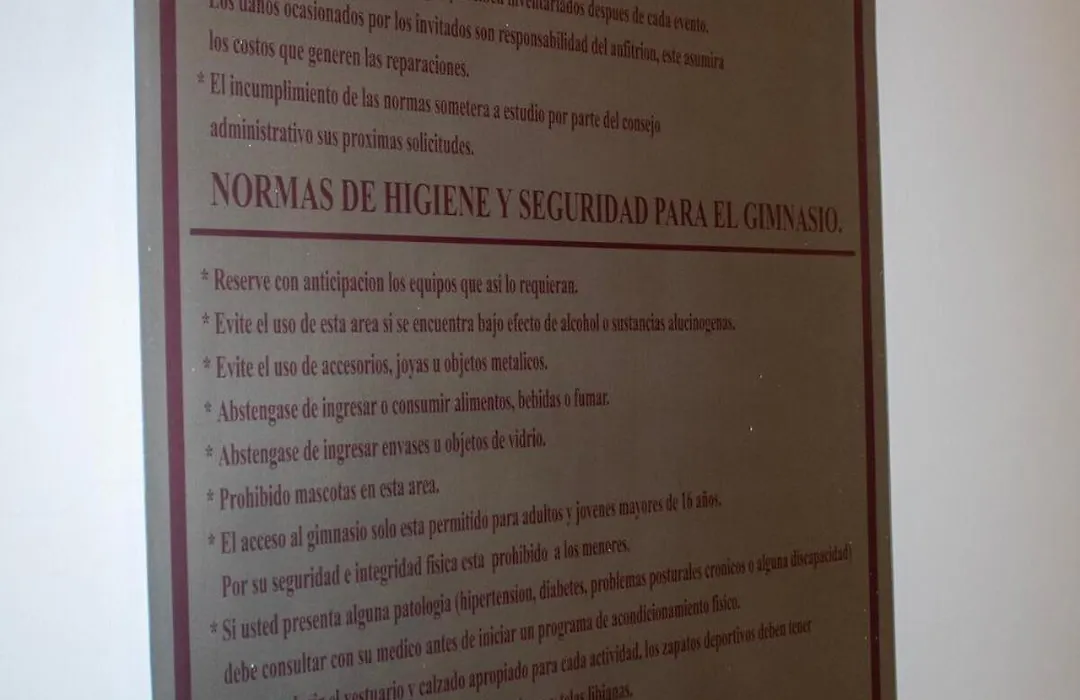 inventariados despues de cada evento.
Los daños ocasionados por los invitados son responsabilidad del anfitrion, este asumira
los costos que generen las reparaciones.
* El incumplimiento de las normas sometera a estudio por parte del consejo
administrativo sus proximas solicitudes.
NORMAS DE HIGIENE Y SEGURIDAD PARA EL GIMNASIO.
* Reserve con anticipacion los equipos que asi lo requieran.
* Evite el uso de esta area si se encuentra bajo efecto de alcohol o sustancias alucinogenas.
* Evite el uso de accesorios, joyas u objetos metalicos.
* Abstengase de ingresar o consumir alimentos, bebidas o fumar.
* Abstengase de ingresar envases u objetos de vidrio.
* Prohibido mascotas en esta area.
* El acceso al gimnasio solo esta permitido para adultos y jovenes mayores de 16 años.
Por su seguridad e integridad fisica esta prohibido a los menores.
* Si usted presenta alguna patologia (hipertension, diabetes, problemas posturales cronicos o alguna discapacidad)
debe consultar con su medico antes de iniciar un programa de acondicionamiento fisico.
el vestuario y calzado apropiado para cada actividad, los zapatos deportivos deben tener